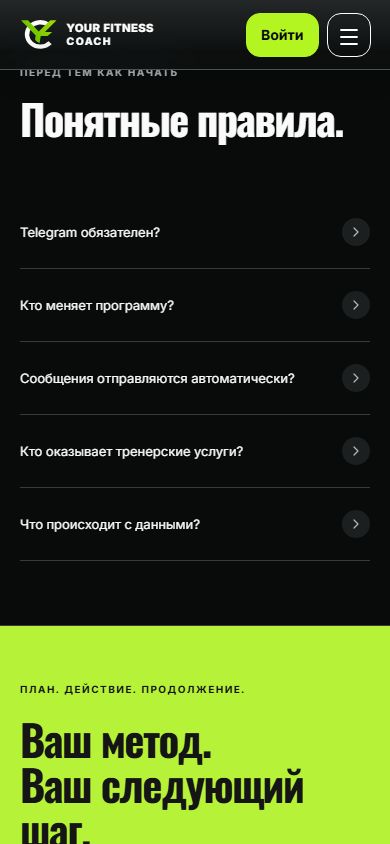 YOUR FITNESS
COACH
Войти
ПЕРЕД ТЕМ КАК НАЧАТЬ
Понятные правила.
Telegram обязателен?
Кто меняет программу?
Сообщения отправляются автоматически?
Кто оказывает тренерские услуги?
Что происходит с данными?
ПЛАН. ДЕЙСТВИЕ. ПРОДОЛЖЕНИЕ.
Ваш метод.
Ваш следующий
шаг.